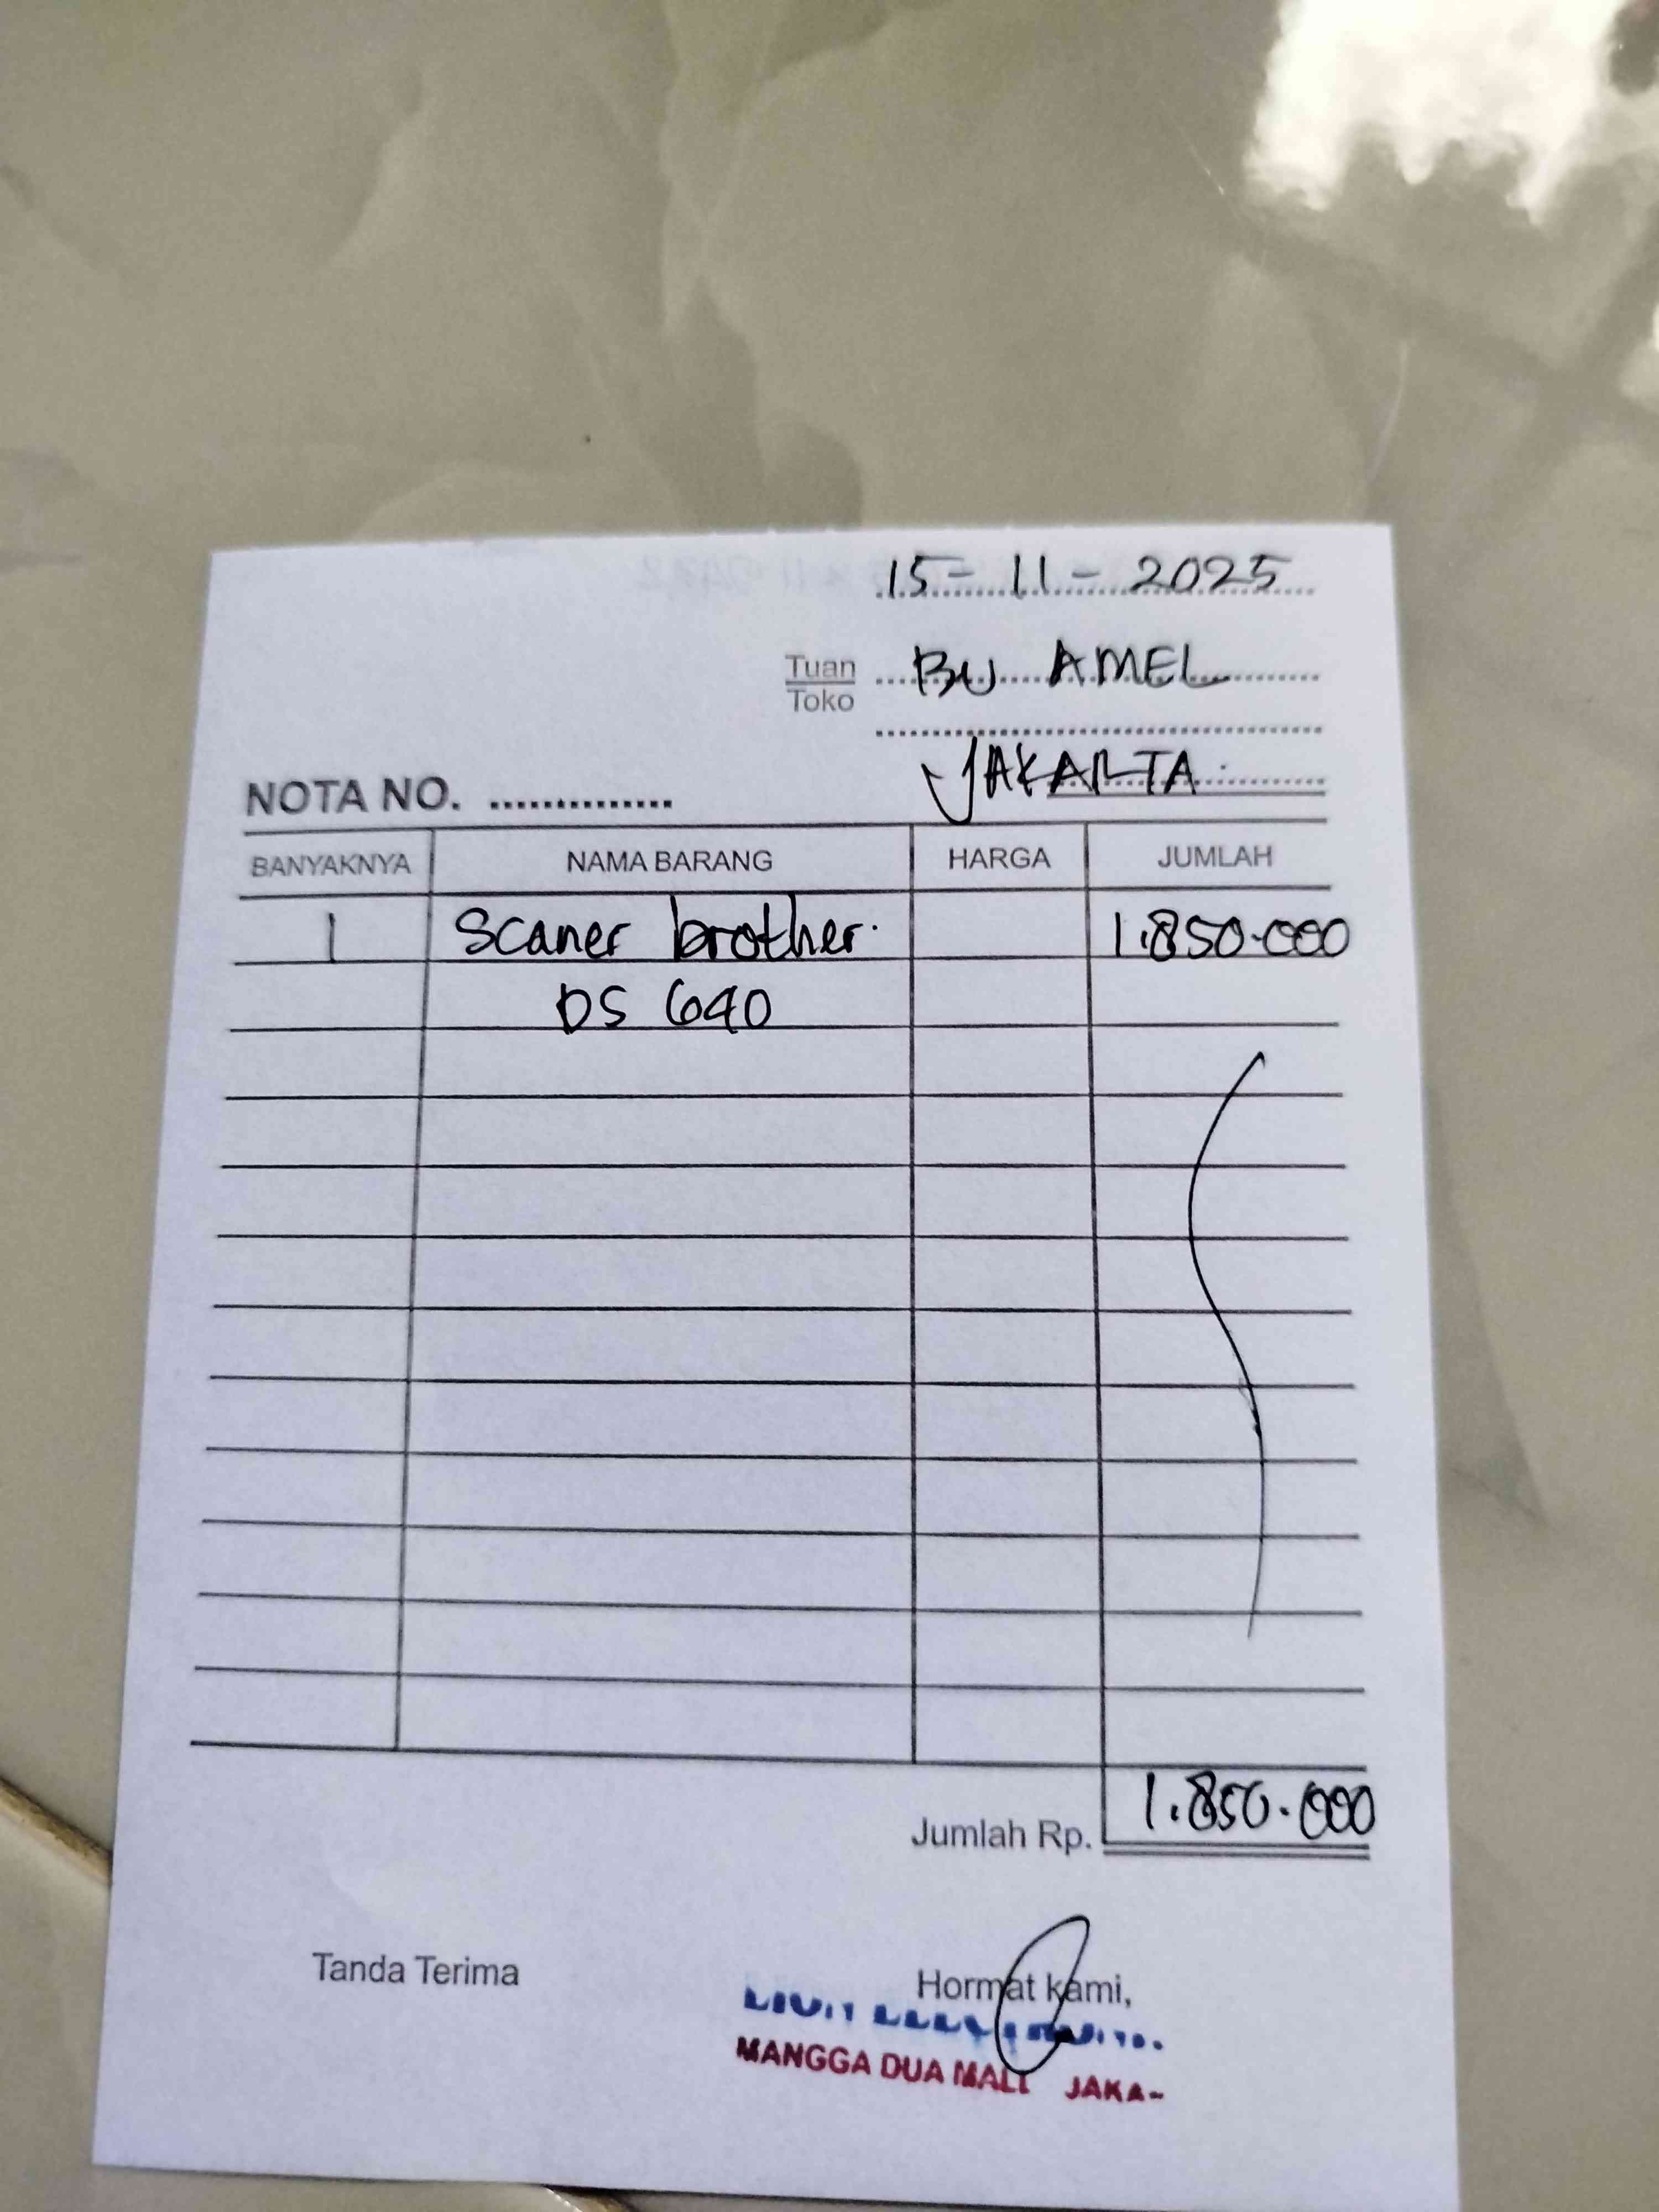 15 - 11 - 2025
Tuan BU AMEL
Toko
JAKARTA
NOTA NO. ..............
BANYAKNYA NAMA BARANG HARGA JUMLAH
1 Scaner brother. 1.850.000
DS 640
Jumlah Rp. 1.850.000
Tanda Terima Hormat kami,
MANGGA DUA MALL JAKA-